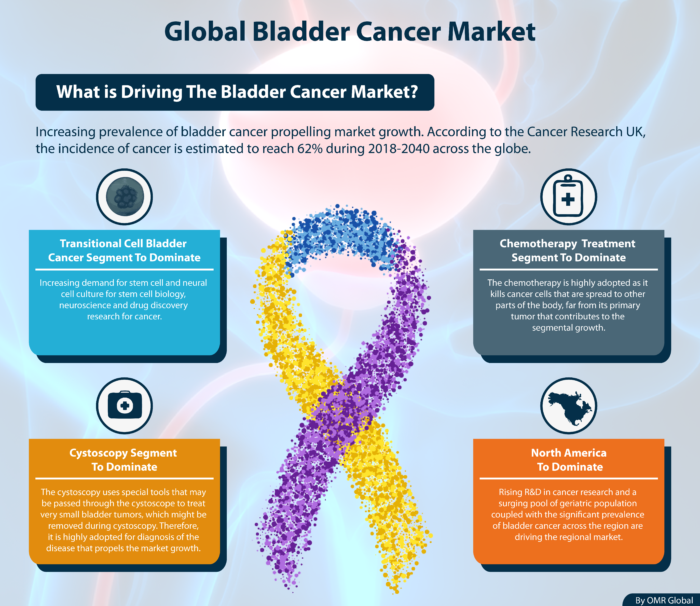 Global Bladder Cancer Market
What is Driving The Bladder Cancer Market?
Increasing prevalence of bladder cancer propelling market growth. According to the Cancer Research UK,
the incidence of cancer is estimated to reach 62% during 2018-2040 across the globe.
Transitional Cell Bladder
Cancer Segment To Dominate
Increasing demand for stem cell and neural
cell culture for stem cell biology,
neuroscience and drug discovery
research for cancer.
Chemotherapy Treatment
Segment To Dominate
The chemotherapy is highly adopted as it
kills cancer cells that are spread to other
parts of the body, far from its primary
tumor that contributes to the
segmental growth.
Cystoscopy Segment
To Dominate
The cystoscopy uses special tools that may
be passed through the cystoscope to treat
very small bladder tumors, which might be
removed during cystoscopy. Therefore,
it is highly adopted for diagnosis of the
disease that propels the market growth.
North America
To Dominate
Rising R&D in cancer research and a
surging pool of geriatric population
coupled with the significant prevalence
of bladder cancer across the region are
driving the regional market.
By OMR Global